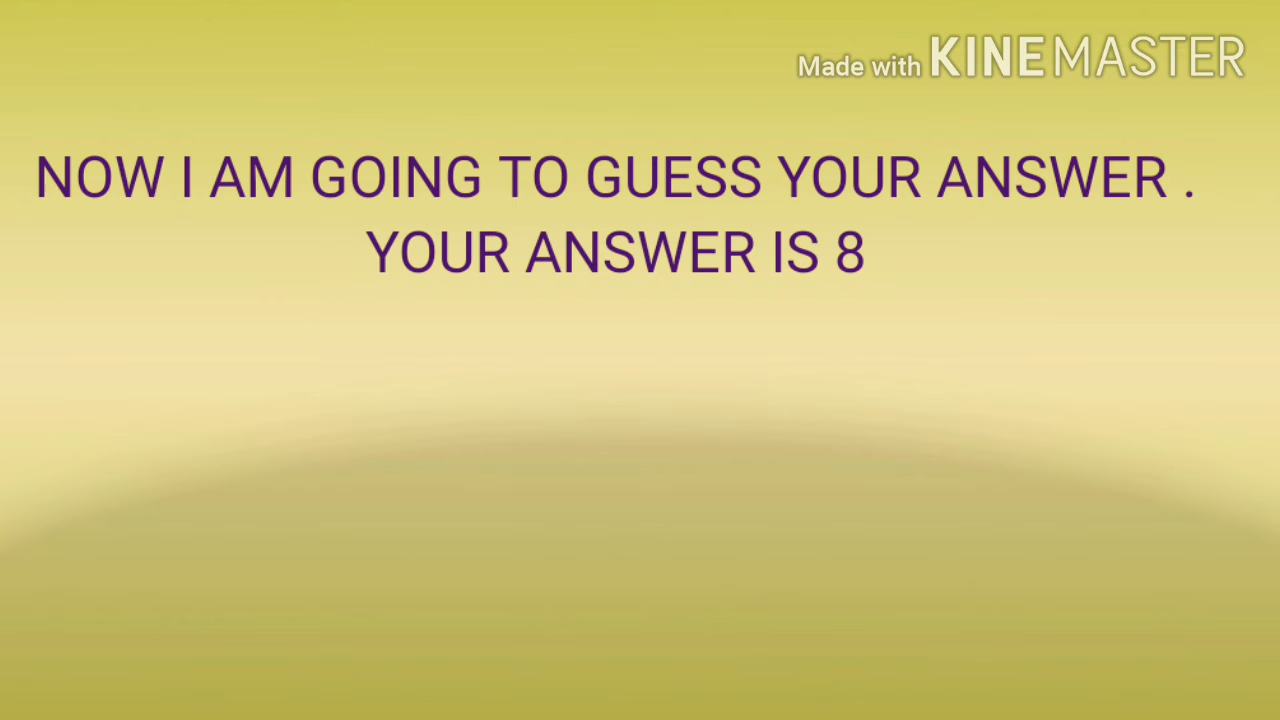 Made with KINEMASTER
NOW I AM GOING TO GUESS YOUR ANSWER .
YOUR ANSWER IS 8